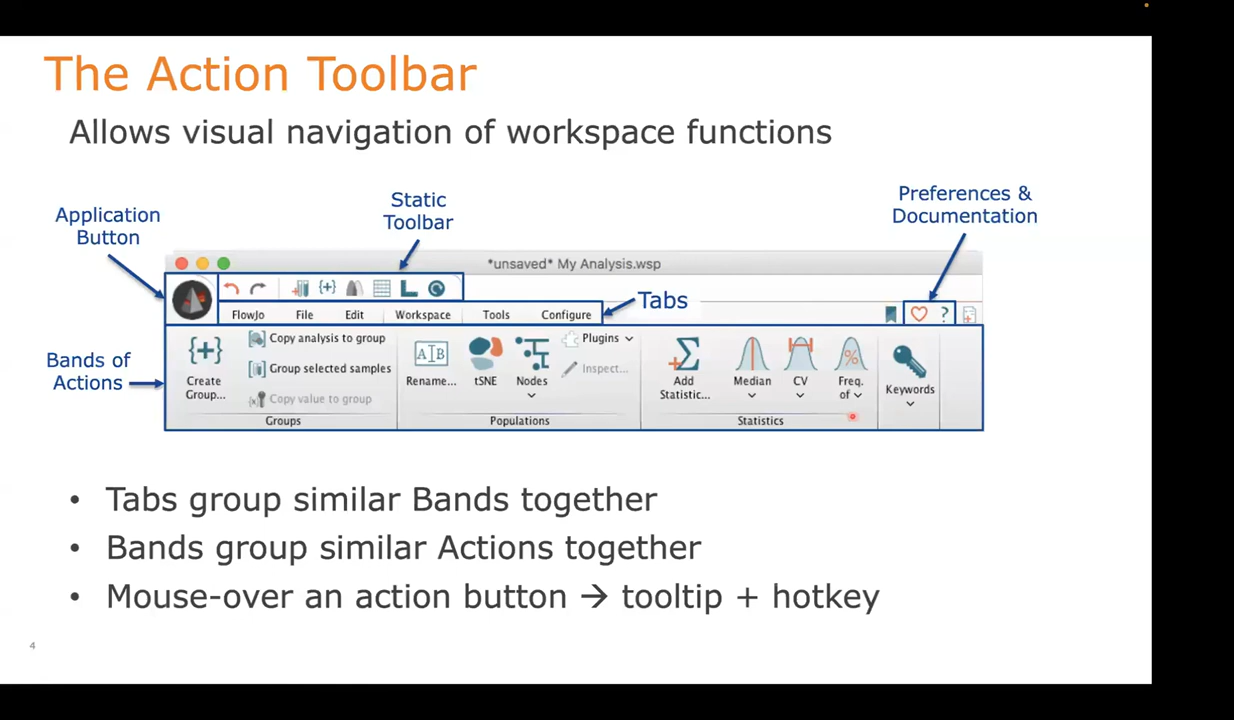 The Action Toolbar
Allows visual navigation of workspace functions
Application
Button
Static
Toolbar
Preferences &
Documentation
*unsaved* My Analysis.wsp
{+}
Tabs
FlowJo File Edit Workspace Tools Configure
?
Bands of
Actions
{+}
Create
Group...
Copy analysis to group
Group selected samples
Copy value to group
Groups
A B
Rename...
tSNE
Nodes
Plugins
Inspect...
Populations
Σ
Add
Statistic...
Median
CV
%
Freq.
of
Statistics
Keywords
• Tabs group similar Bands together
• Bands group similar Actions together
• Mouse-over an action button → tooltip + hotkey
4